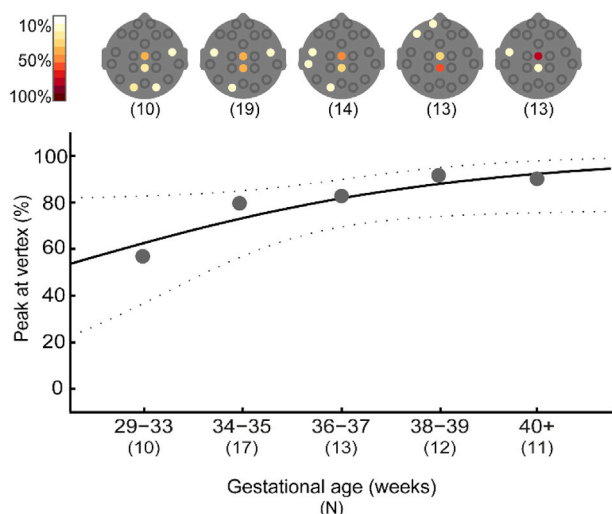 10%
50%
100%
(10) (19) (14) (13) (13)
Peak at vertex (%)
100
80
60
40
20
0
29−33 34−35 36−37 38−39 40+
(10) (17) (13) (12) (11)
Gestational age (weeks)
(N)